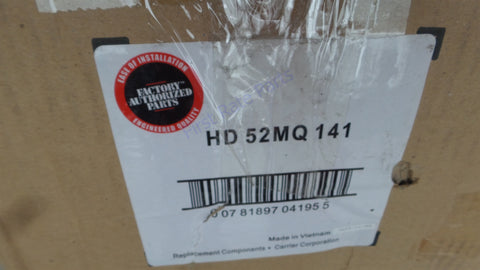 EASE OF INSTALLATION
FACTORY
AUTHORIZED
PARTS
ENGINEERED QUALITY
HD 52MQ 141
5 07 81897 04195 5
Made in Vietnam
Replacement Components • Carrier Corporation